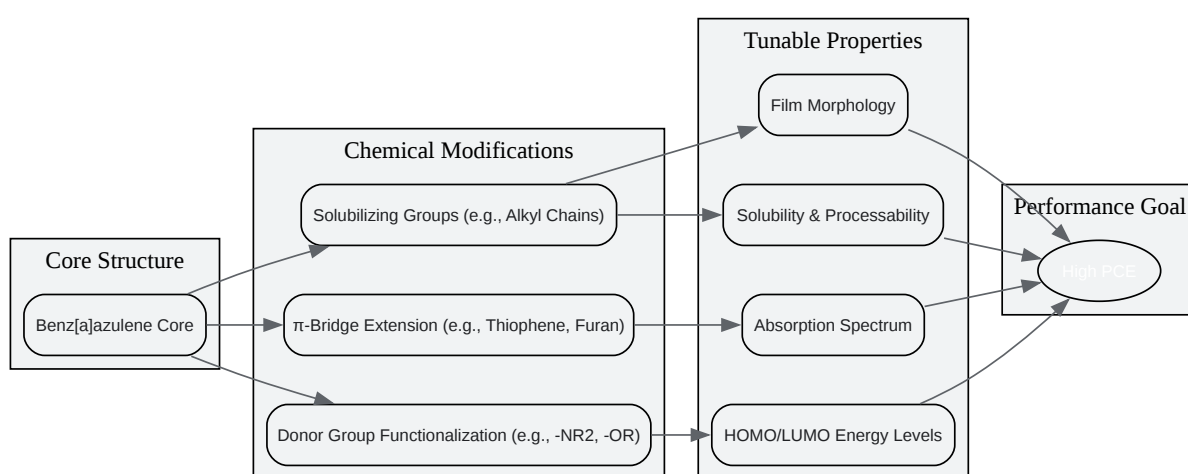 Core Structure
Benz[a]azulene Core
Chemical Modifications
Solubilizing Groups (e.g., Alkyl Chains)
π-Bridge Extension (e.g., Thiophene, Furan)
Donor Group Functionalization (e.g., -NR2, -OR)
Tunable Properties
Film Morphology
Solubility & Processability
Absorption Spectrum
HOMO/LUMO Energy Levels
Performance Goal
High PCE